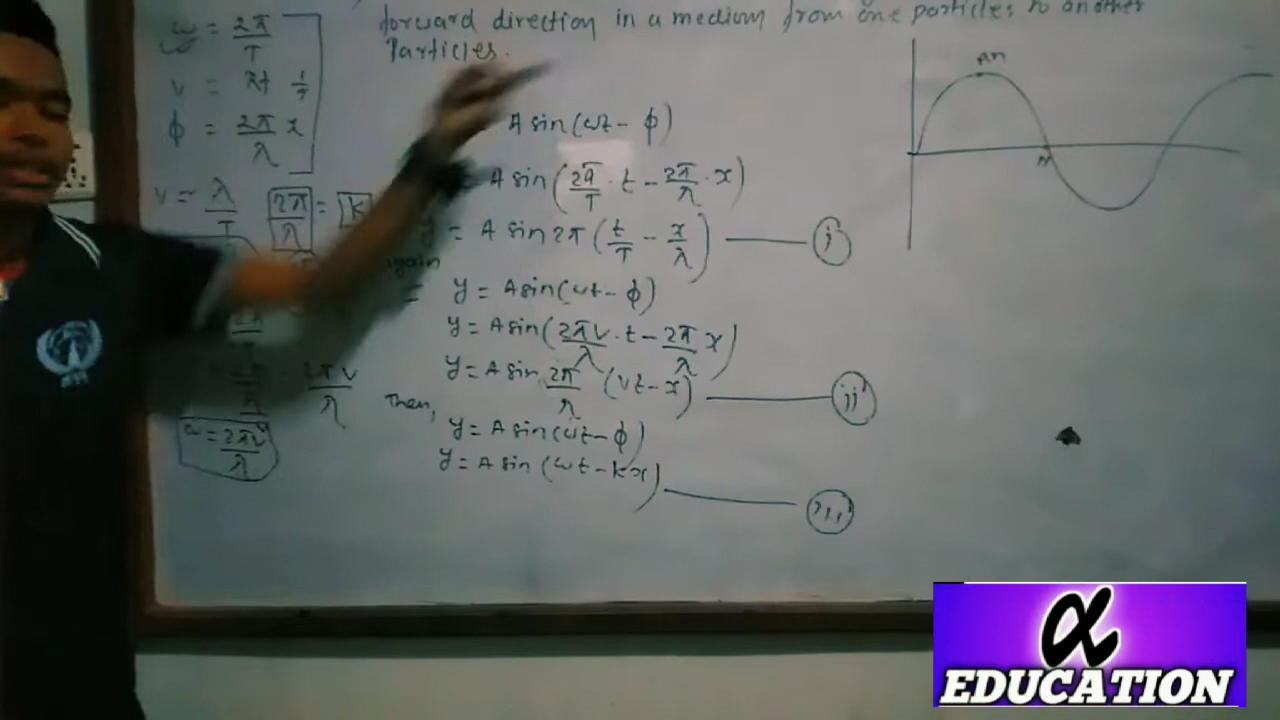 forward direction in a medium from one particles to another
Particles.
ω = 2π/T
v = λf 1/T
ϕ = 2π/λ x
v = λ/T 2π/λ = k
2πv/λ
ω = 2πv/λ
A sin(ωt - ϕ)
A sin(2π/T · t - 2π/λ · x)
y = A sin 2π (t/T - x/λ) (i)
again
y = A sin(ωt - ϕ)
y = A sin(2πv/λ · t - 2π/λ x)
y = A sin 2π/λ (vt - x) (ii)
Then,
y = A sin(ωt - ϕ)
y = A sin (ωt - kx) (iii)
α
EDUCATION